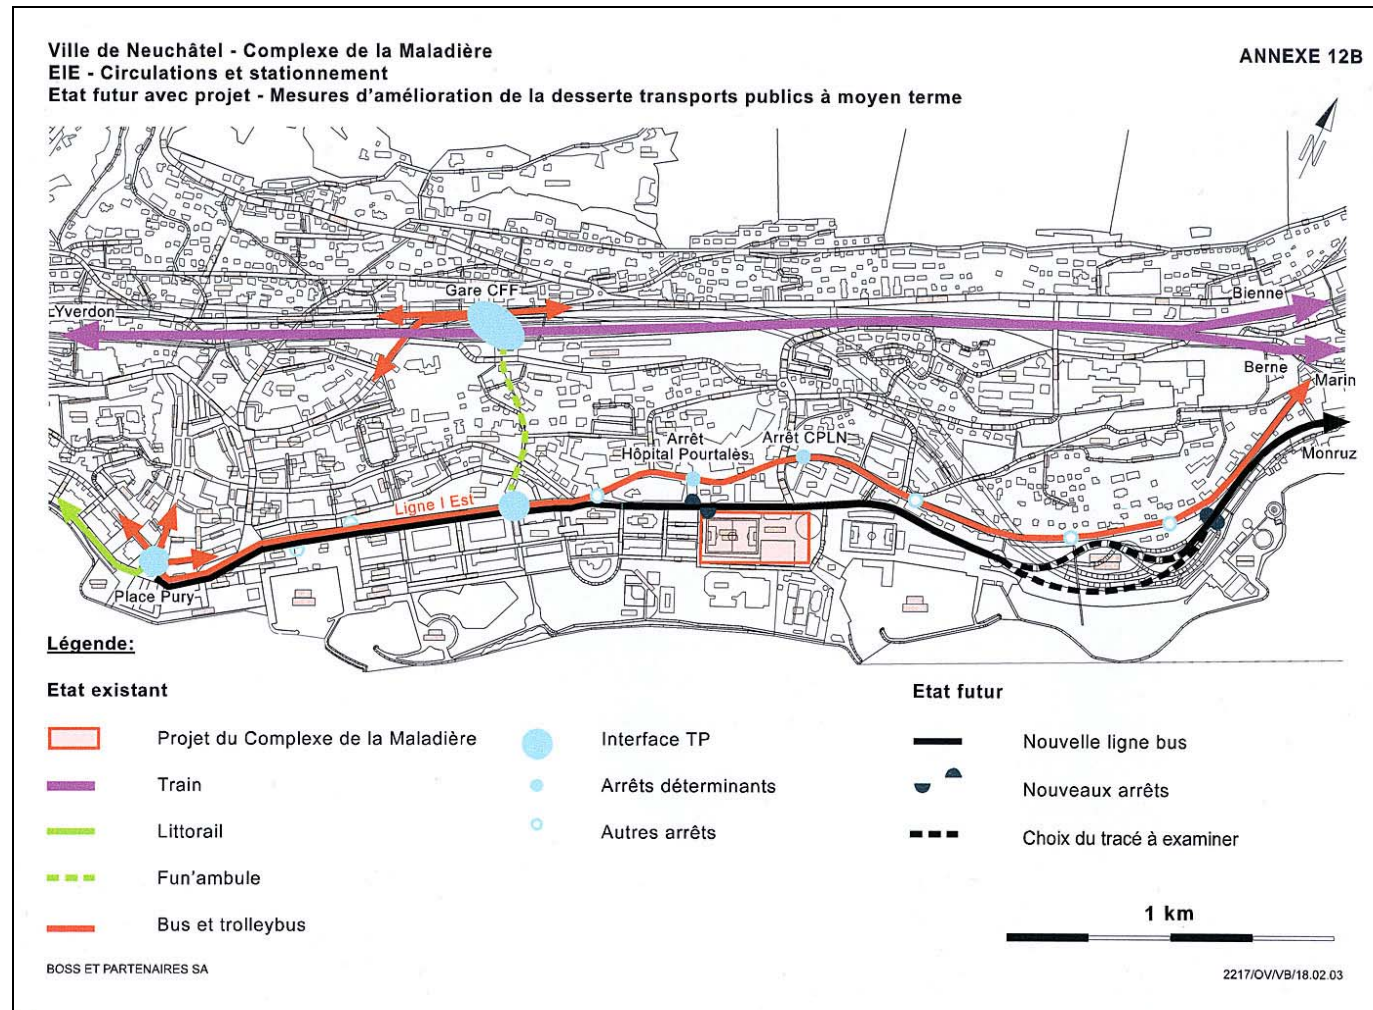 Ville de Neuchâtel - Complexe de la Maladière
EIE - Circulations et stationnement
Etat futur avec projet - Mesures d'amélioration de la desserte transports publics à moyen terme
ANNEXE 12B
N
Gare CFF
Yverdon
Bienne
Berne
Marin
Monruz
Arrêt
Hôpital Pourtalès
Arrêt CPLN
Ligne I Est
Place Pury
Légende:
Etat existant
Projet du Complexe de la Maladière
Train
Littorail
Fun'ambule
Bus et trolleybus
Interface TP
Arrêts déterminants
Autres arrêts
Etat futur
Nouvelle ligne bus
Nouveaux arrêts
Choix du tracé à examiner
1 km
BOSS ET PARTENAIRES SA
2217/OV/VB/18.02.03